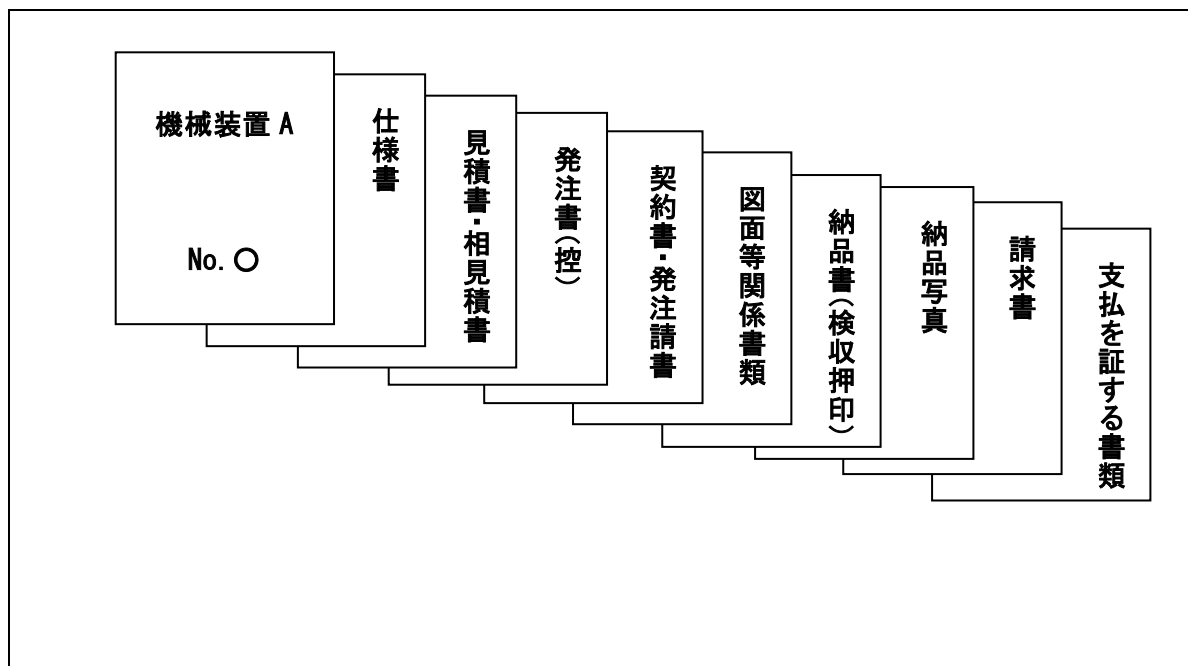 機械装置 A
No. ○
仕様書
見積書・相見積書
発注書(控)
契約書・発注請書
図面等関係書類
納品書(検収押印)
納品写真
請求書
支払を証する書類